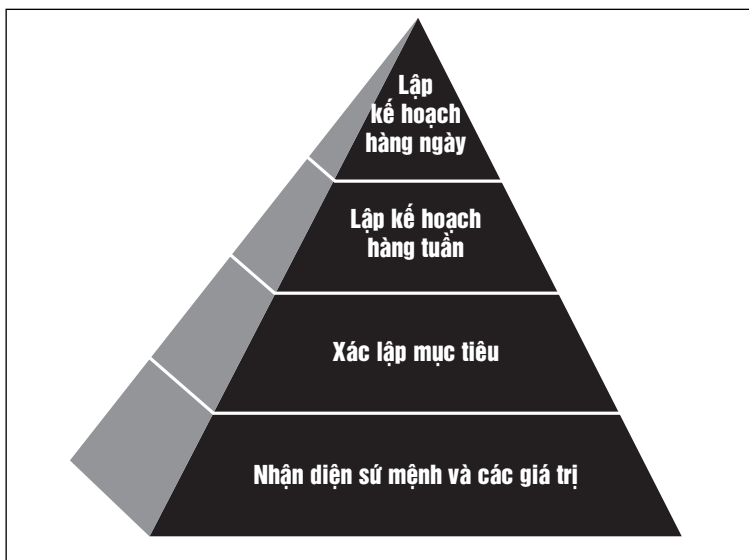 Lập
kế hoạch
hàng ngày
Lập kế hoạch
hàng tuần
Xác lập mục tiêu
Nhận diện sứ mệnh và các giá trị